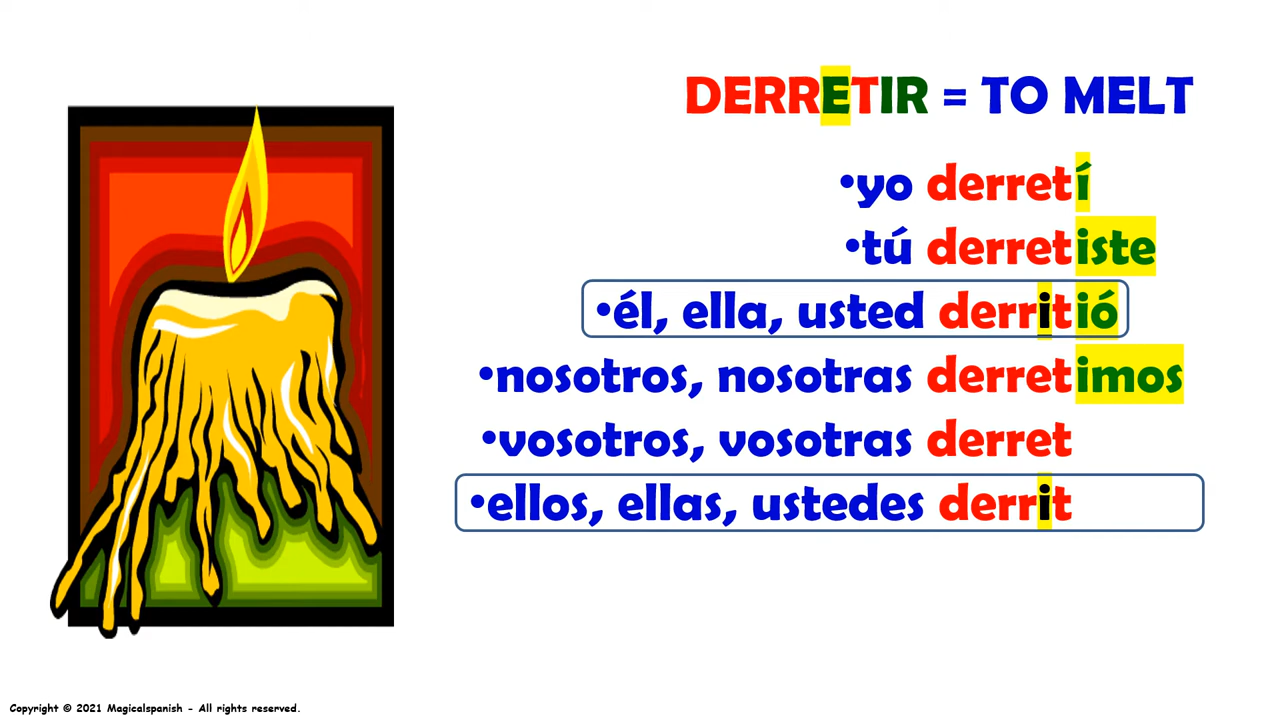 DERRETIR = TO MELT
•yo derretí
•tú derretiste
•él, ella, usted derritió
•nosotros, nosotras derretimos
•vosotros, vosotras derret
•ellos, ellas, ustedes derrit
Copyright © 2021 Magicalspanish - All rights reserved.